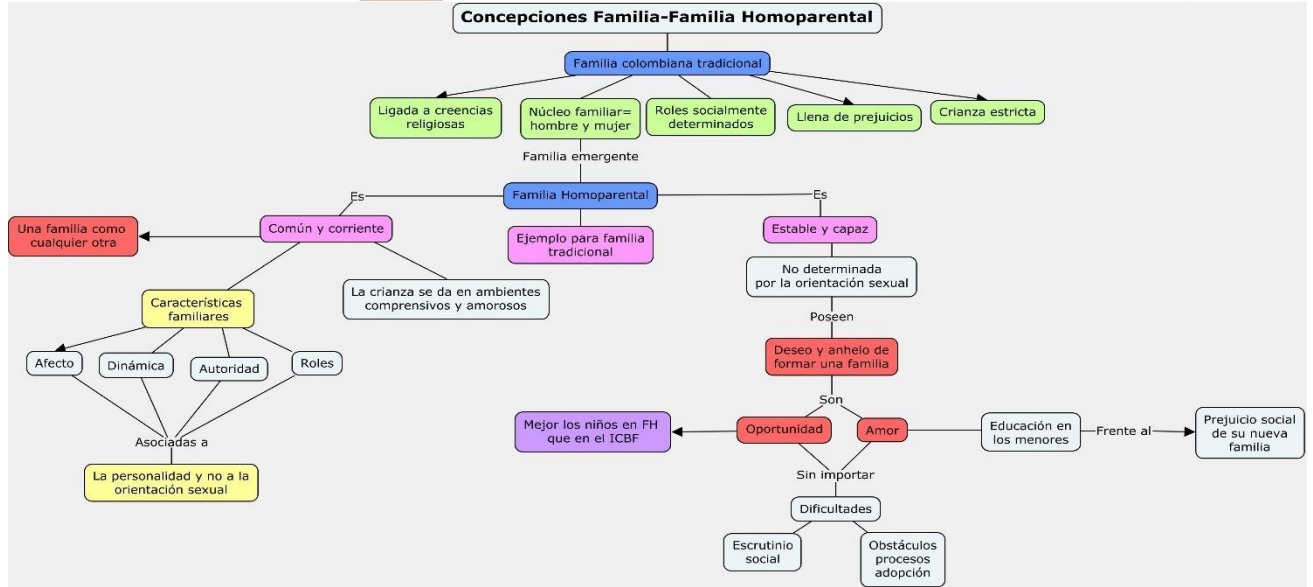 Concepciones Familia-Familia Homoparental
Familia colombiana tradicional
Ligada a creencias
religiosas
Núcleo familiar=
hombre y mujer
Roles socialmente
determinados
Llena de prejuicios
Crianza estricta
Familia emergente
Es
Familia Homoparental
Es
Una familia como
cualquier otra
Común y corriente
Ejemplo para familia
tradicional
Estable y capaz
La crianza se da en ambientes
comprensivos y amorosos
No determinada
por la orientación sexual
Características
familiares
Poseen
Afecto
Dinámica
Autoridad
Roles
Deseo y anhelo de
formar una familia
Son
Asociadas a
Mejor los niños en FH
que en el ICBF
Oportunidad
Amor
Educación en
los menores
Frente al
Prejuicio social
de su nueva
familia
La personalidad y no a la
orientación sexual
Sin importar
Dificultades
Escrutinio
social
Obstáculos
procesos
adopción